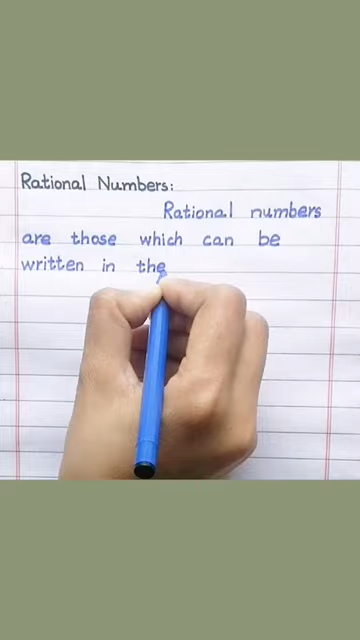 Rational Numbers:
Rational numbers
are those which can be
written in the